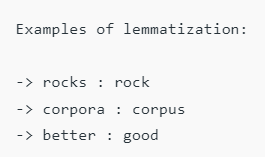 Examples of lemmatization:
-> rocks : rock
-> corpora : corpus
-> better : good